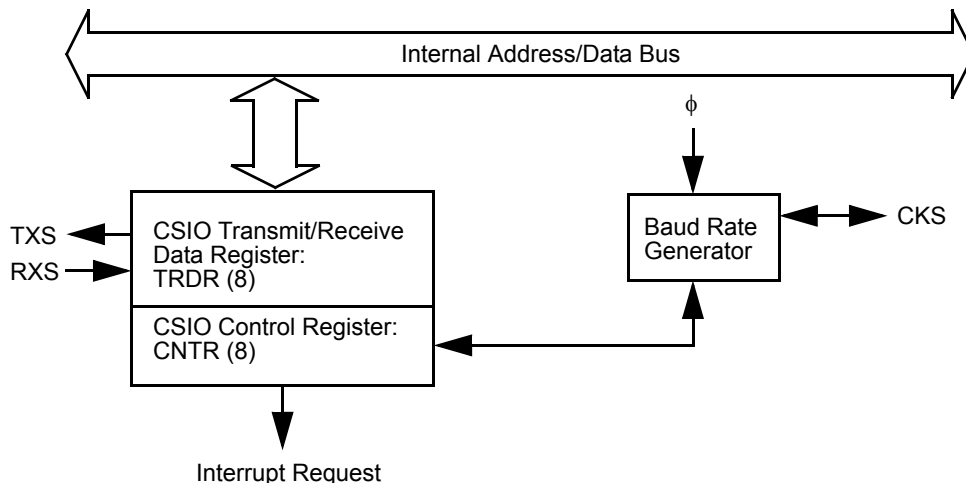 Internal Address/Data Bus
ϕ
TXS
RXS
CSIO Transmit/Receive
Data Register:
TRDR (8)
CSIO Control Register:
CNTR (8)
Baud Rate
Generator
CKS
Interrupt Request